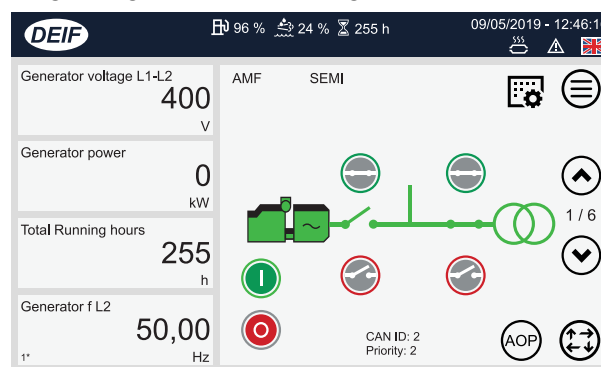 DEIF 96 % 24 % 255 h 09/05/2019 - 12:46:1
Generator voltage L1-L2
400
V
Generator power
0
kW
Total Running hours
255
h
Generator f L2
50,00
1* Hz
AMF SEMI
1 / 6
CAN ID: 2
Priority: 2
AOP